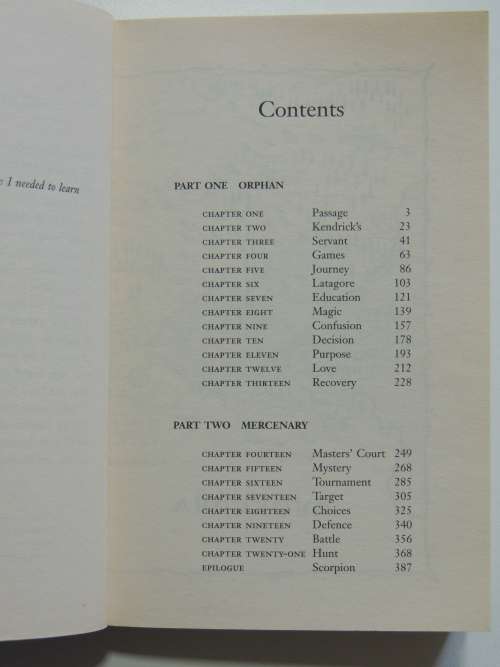 I needed to learn
Contents
PART ONE ORPHAN
CHAPTER ONE Passage 3
CHAPTER TWO Kendrick's 23
CHAPTER THREE Servant 41
CHAPTER FOUR Games 63
CHAPTER FIVE Journey 86
CHAPTER SIX Latagore 103
CHAPTER SEVEN Education 121
CHAPTER EIGHT Magic 139
CHAPTER NINE Confusion 157
CHAPTER TEN Decision 178
CHAPTER ELEVEN Purpose 193
CHAPTER TWELVE Love 212
CHAPTER THIRTEEN Recovery 228
PART TWO MERCENARY
CHAPTER FOURTEEN Masters' Court 249
CHAPTER FIFTEEN Mystery 268
CHAPTER SIXTEEN Tournament 285
CHAPTER SEVENTEEN Target 305
CHAPTER EIGHTEEN Choices 325
CHAPTER NINETEEN Defence 340
CHAPTER TWENTY Battle 356
CHAPTER TWENTY-ONE Hunt 368
EPILOGUE Scorpion 387